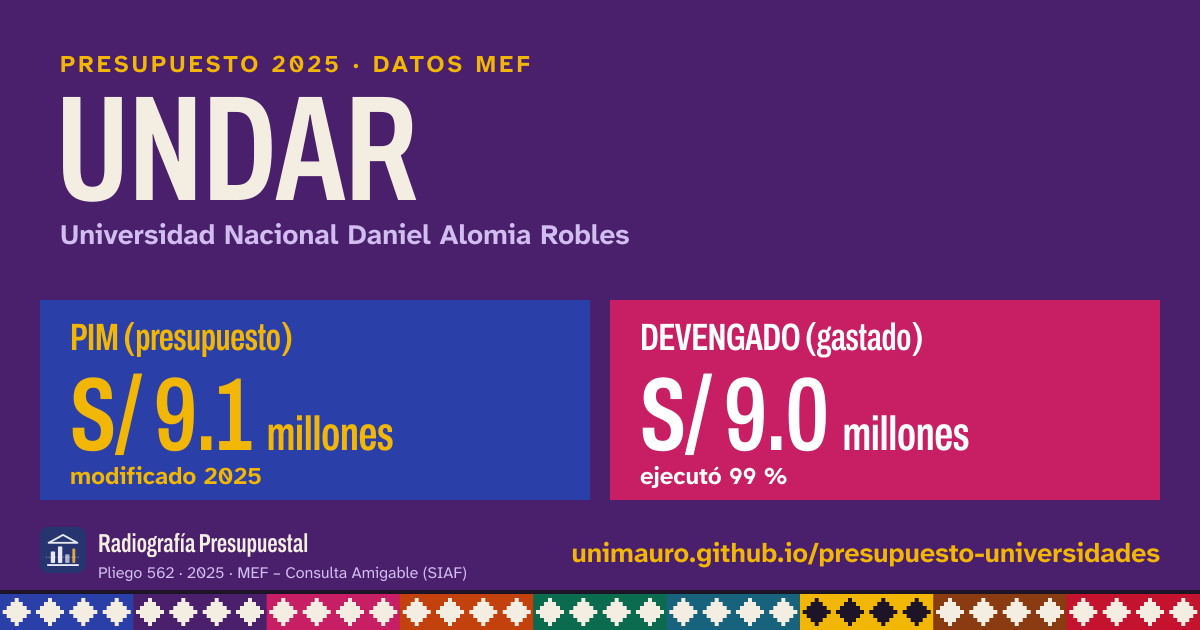 PRESUPUESTO 2025 · DATOS MEF
UNDAR
Universidad Nacional Daniel Alomia Robles
PIM (presupuesto)
S/ 9.1 millones
modificado 2025
DEVENGADO (gastado)
S/ 9.0 millones
ejecutó 99 %
Radiografía Presupuestal
Pliego 562 · 2025 · MEF – Consulta Amigable (SIAF)
unimauro.github.io/presupuesto-universidades